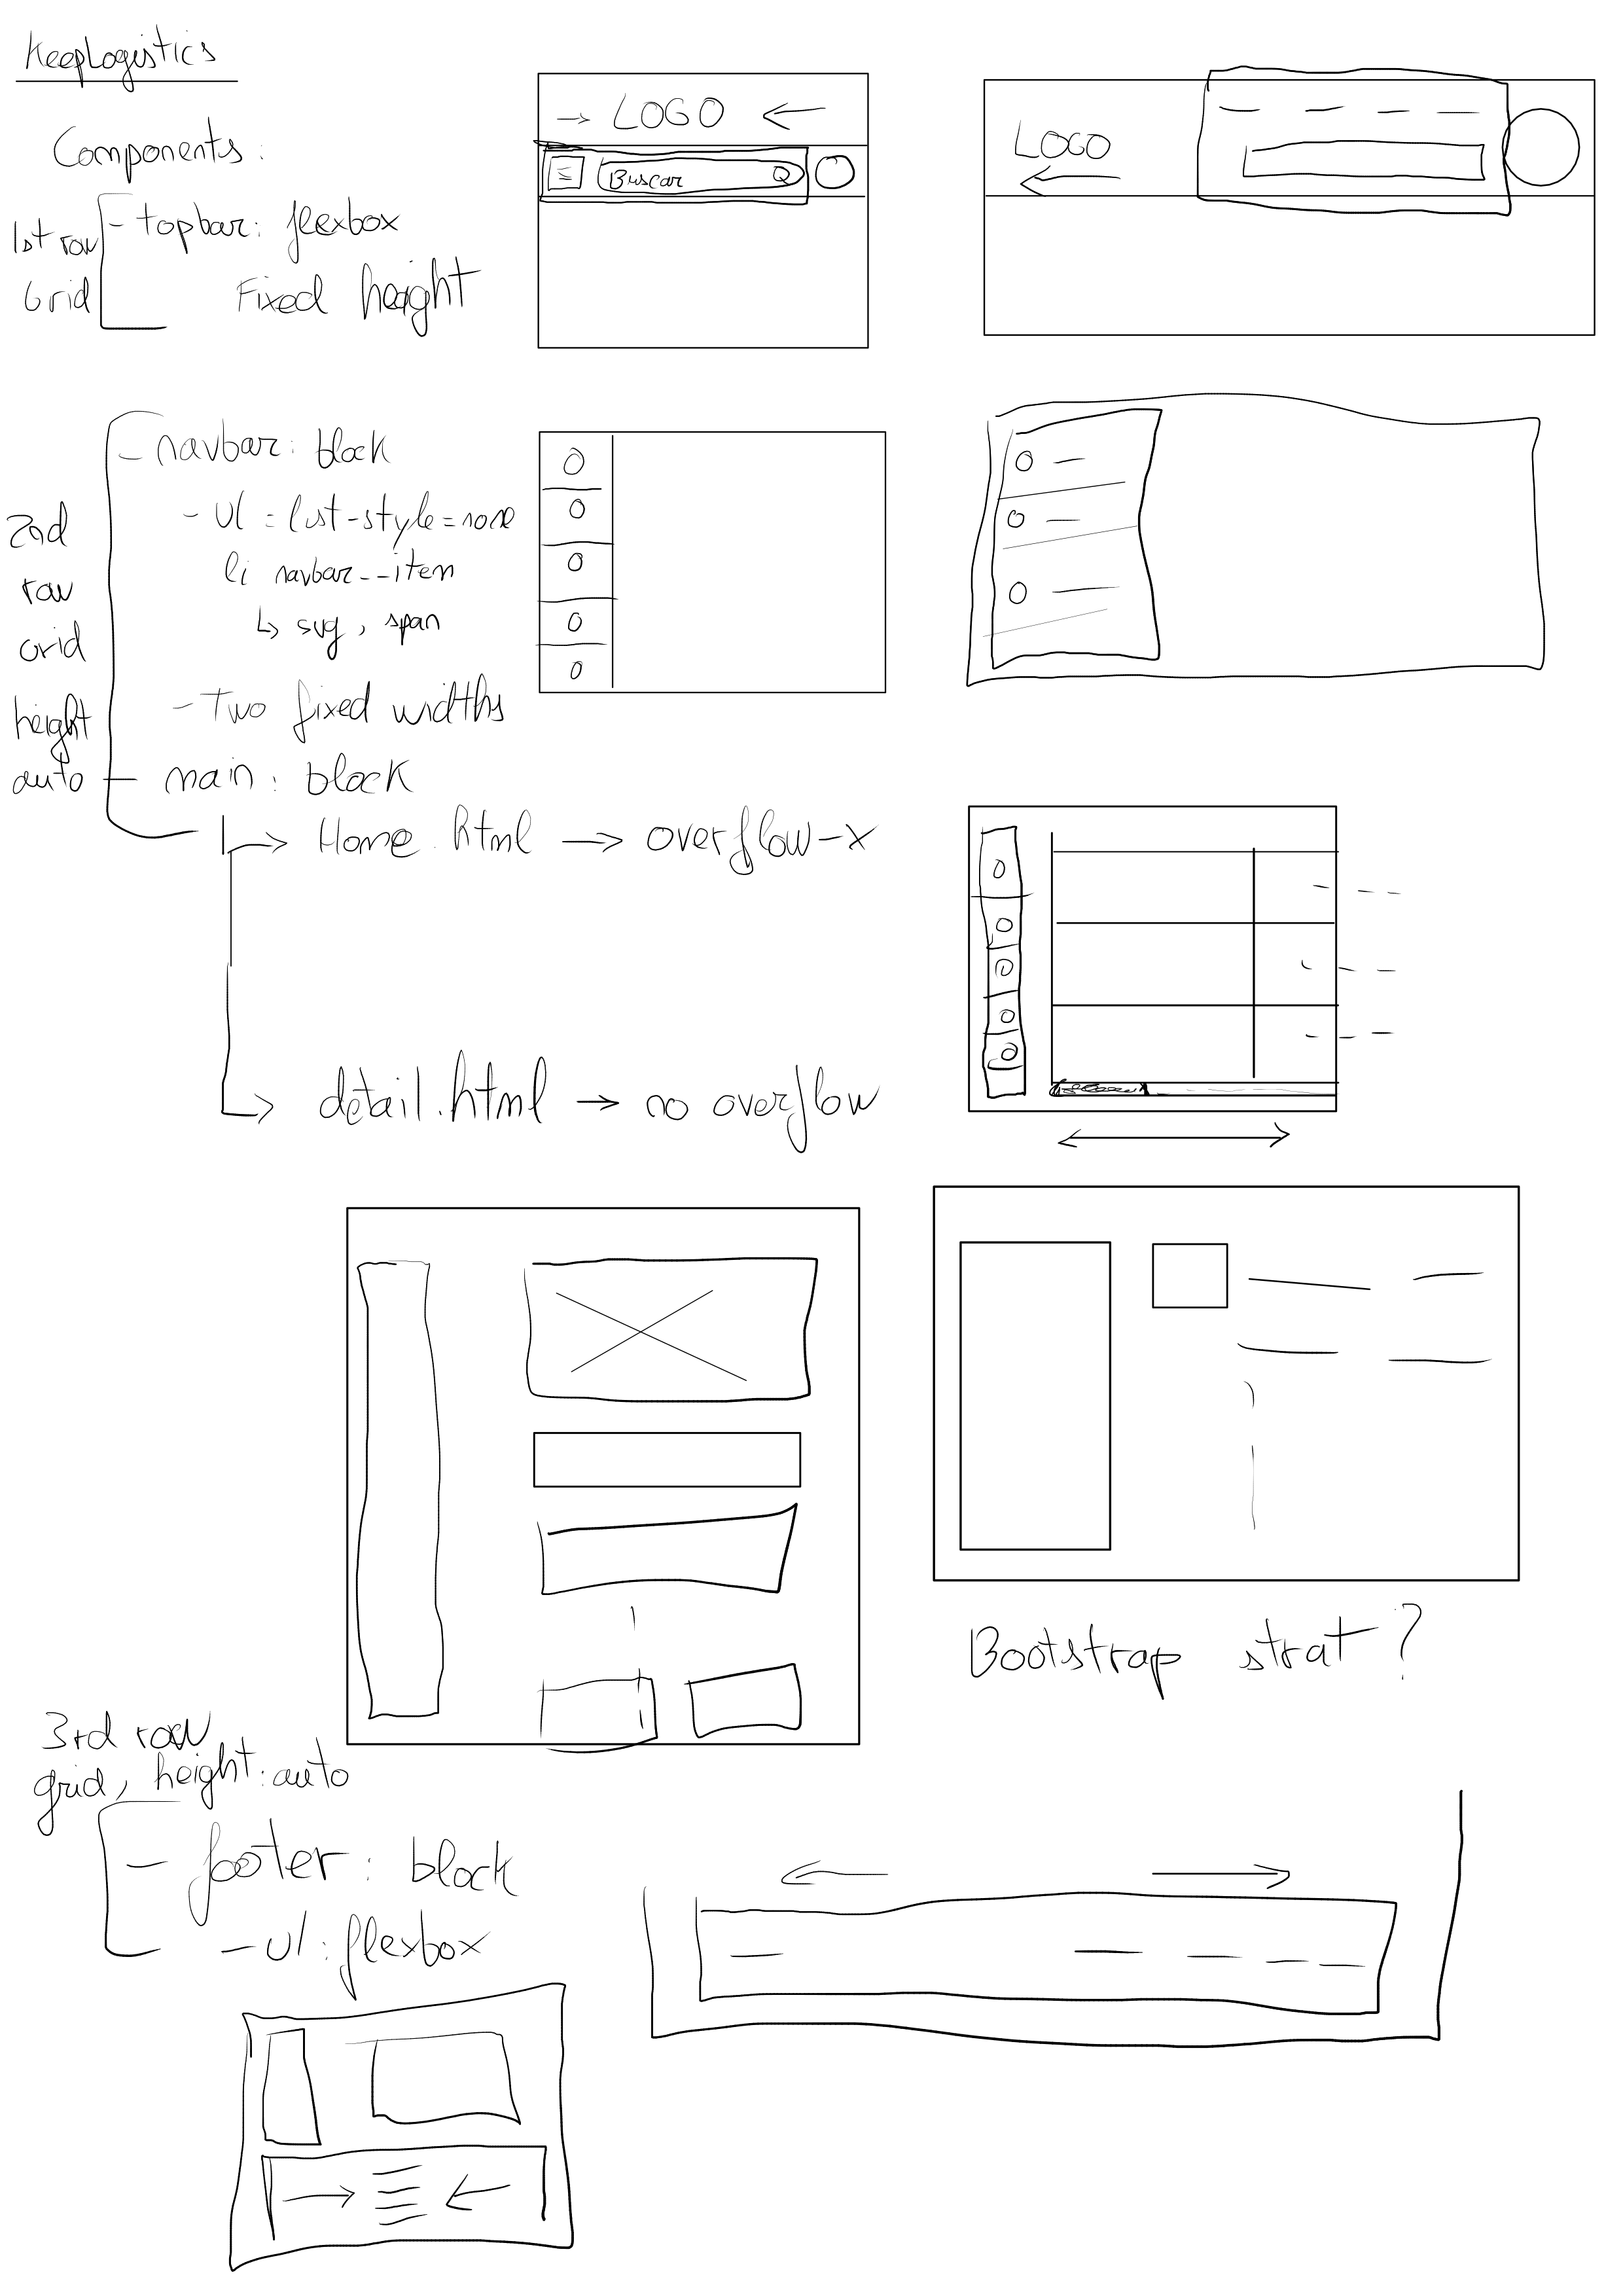 KeepLogistics
Components:
1st row
Grid
- topbar: flexbox
Fixed height
LOGO
Buscar
LOGO
2nd
row
grid
height
auto
- navbar: block
- ul = list-style=none
li navbar--item
↳ svg, span
- Two fixed widths
- main: block
→ Home.html → overflow-x
→ detail.html → no overflow
Bootstrap strat?
3rd row
grid, height:auto
- footer: block
- ul: flexbox